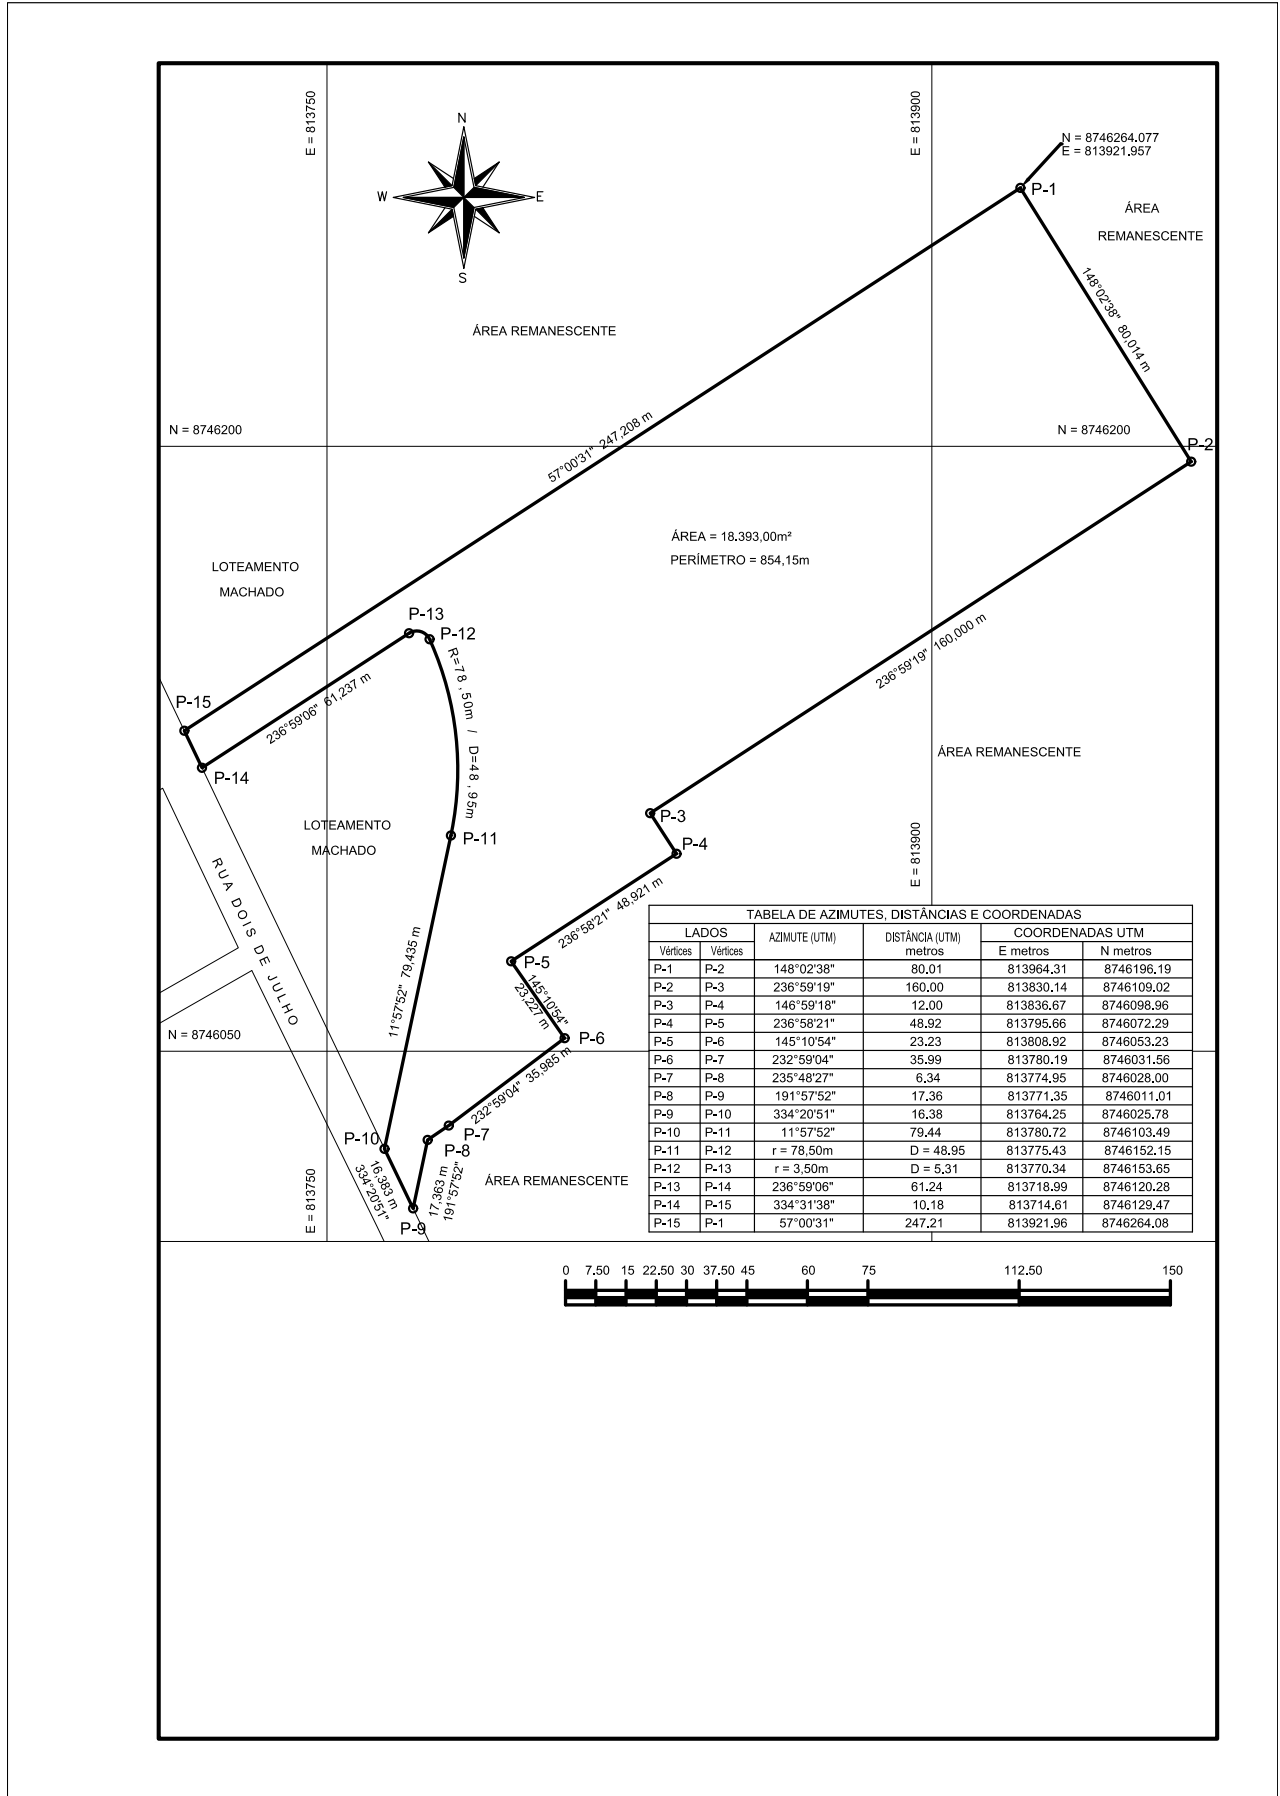 E = 813750
E = 813900
N
W
E
S
N = 8746264.077
E = 813921.957
P-1
ÁREA
REMANESCENTE
148°02'38" 80,014 m
ÁREA REMANESCENTE
57°00'31" 247,208 m
N = 8746200
N = 8746200
P-2
ÁREA = 18.393,00m²
PERÍMETRO = 854,15m
LOTEAMENTO
MACHADO
P-13
P-12
R=78,50m / D=48,95m
236°59'19" 160,000 m
236°59'06" 61,237 m
P-15
P-14
ÁREA REMANESCENTE
P-3
P-4
LOTEAMENTO
MACHADO
P-11
E = 813900
RUA DOIS DE JULHO
236°58'21" 48,921 m
P-5
145°10'54"
23,227 m
11°57'52" 79,435 m
N = 8746050
P-6
232°59'04" 35,985 m
P-7
P-8
P-10
16,383 m
334°20'51"
17,363 m
191°57'52"
P-9
E = 813750
ÁREA REMANESCENTE
TABELA DE AZIMUTES, DISTÂNCIAS E COORDENADAS
LADOS AZIMUTE (UTM) DISTÂNCIA (UTM) metros COORDENADAS UTM
Vértices Vértices E metros N metros
P-1 P-2 148°02'38" 80.01 813964.31 8746196.19
P-2 P-3 236°59'19" 160.00 813830.14 8746109.02
P-3 P-4 146°59'18" 12.00 813836.67 8746098.96
P-4 P-5 236°58'21" 48.92 813795.66 8746072.29
P-5 P-6 145°10'54" 23.23 813808.92 8746053.23
P-6 P-7 232°59'04" 35.99 813780.19 8746031.56
P-7 P-8 235°48'27" 6.34 813774.95 8746028.00
P-8 P-9 191°57'52" 17.36 813771.35 8746011.01
P-9 P-10 334°20'51" 16.38 813764.25 8746025.78
P-10 P-11 11°57'52" 79.44 813780.72 8746103.49
P-11 P-12 r = 78,50m D = 48.95 813775.43 8746152.15
P-12 P-13 r = 3,50m D = 5.31 813770.34 8746153.65
P-13 P-14 236°59'06" 61.24 813718.99 8746120.28
P-14 P-15 334°31'38" 10.18 813714.61 8746129.47
P-15 P-1 57°00'31" 247.21 813921.96 8746264.08
0 7.50 15 22.50 30 37.50 45 60 75 112.50 150